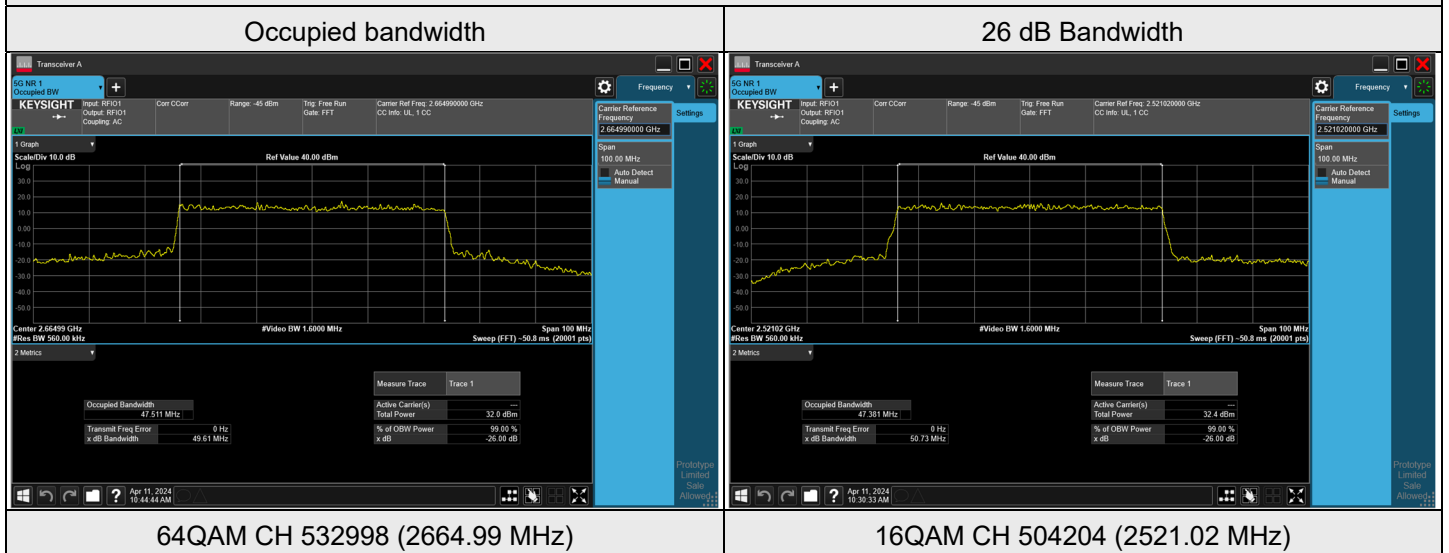 Occupied bandwidth
26 dB Bandwidth
Transceiver A
5G NR 1
Occupied BW
+
Frequency
KEYSIGHT
Input: RFIO1
Output: RFIO1
Coupling: AC
Corr CCorr
Range: -45 dBm
Trig: Free Run
Gate: FFT
Carrier Ref Freq: 2.664990000 GHz
CC Info: UL, 1 CC
LXI
Carrier Reference
Frequency
2.664990000 GHz
Settings
Span
100.00 MHz
Auto Detect
Manual
1 Graph
Scale/Div 10.0 dB
Ref Value 40.00 dBm
Log
30.0
20.0
10.0
0.00
-10.0
-20.0
-30.0
-40.0
-50.0
Center 2.66499 GHz
#Video BW 1.6000 MHz
Span 100 MHz
#Res BW 560.00 kHz
Sweep (FFT) ~50.8 ms (20001 pts)
2 Metrics
Measure Trace
Trace 1
Occupied Bandwidth
47.511 MHz
Active Carrier(s)
---
Total Power
32.0 dBm
Transmit Freq Error
0 Hz
x dB Bandwidth
49.61 MHz
% of OBW Power
99.00 %
x dB
-26.00 dB
Prototype
Limited
Sale
Allowed
?
Apr 11, 2024
10:44:44 AM
Transceiver A
5G NR 1
Occupied BW
+
Frequency
KEYSIGHT
Input: RFIO1
Output: RFIO1
Coupling: AC
Corr CCorr
Range: -45 dBm
Trig: Free Run
Gate: FFT
Carrier Ref Freq: 2.521020000 GHz
CC Info: UL, 1 CC
LXI
Carrier Reference
Frequency
2.521020000 GHz
Settings
Span
100.00 MHz
Auto Detect
Manual
1 Graph
Scale/Div 10.0 dB
Ref Value 40.00 dBm
Log
30.0
20.0
10.0
0.00
-10.0
-20.0
-30.0
-40.0
-50.0
Center 2.52102 GHz
#Video BW 1.6000 MHz
Span 100 MHz
#Res BW 560.00 kHz
Sweep (FFT) ~50.8 ms (20001 pts)
2 Metrics
Measure Trace
Trace 1
Occupied Bandwidth
47.381 MHz
Active Carrier(s)
---
Total Power
32.4 dBm
Transmit Freq Error
0 Hz
x dB Bandwidth
50.73 MHz
% of OBW Power
99.00 %
x dB
-26.00 dB
Prototype
Limited
Sale
Allowed
?
Apr 11, 2024
10:30:33 AM
64QAM CH 532998 (2664.99 MHz)
16QAM CH 504204 (2521.02 MHz)